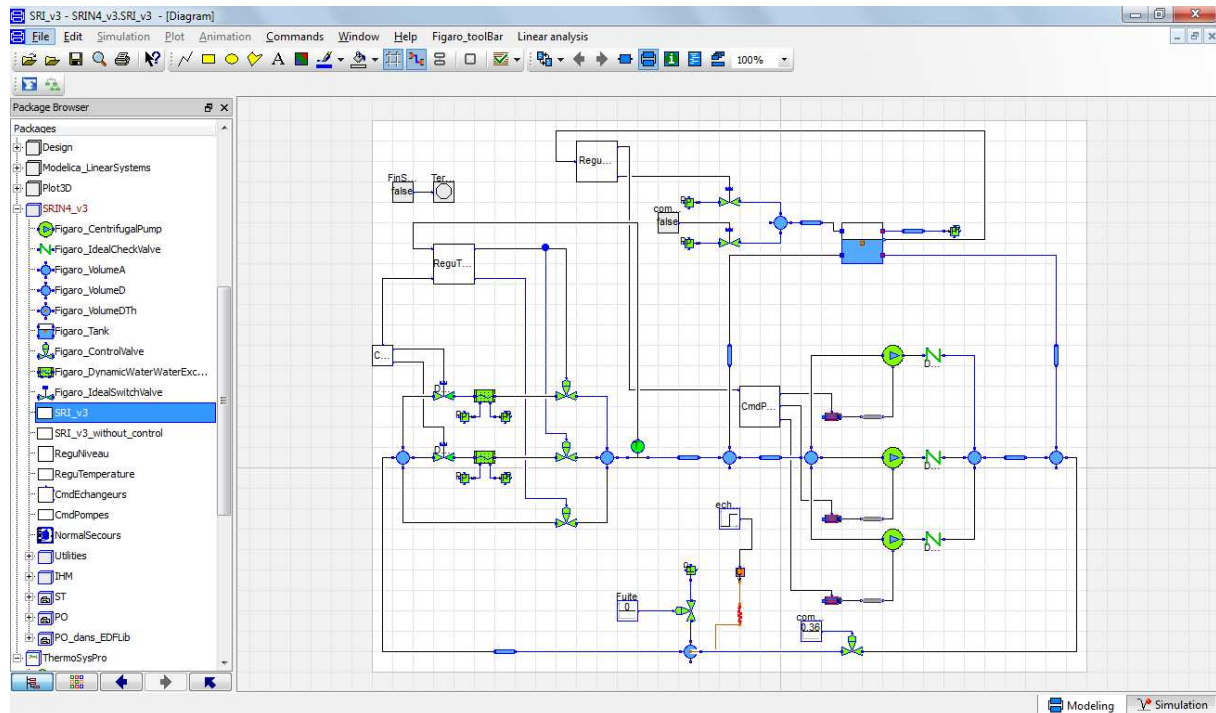 SRI_v3 - SRIN4_v3.SRI_v3 - [Diagram]
File Edit Simulation Plot Animation Commands Window Help Figaro_toolBar Linear analysis
100%
Package Browser
Packages
Design
Modelica_LinearSystems
Plot3D
SRIN4_v3
Figaro_CentrifugalPump
Figaro_IdealCheckValve
Figaro_VolumeA
Figaro_VolumeD
Figaro_VolumeDTh
Figaro_Tank
Figaro_ControlValve
Figaro_DynamicWaterWaterExc...
Figaro_IdealSwitchValve
SRI_v3
SRI_v3_without_control
ReguNiveau
ReguTemperature
CmdEchangeurs
CmdPompes
NormalSecours
Utilities
IHM
ST
PO
PO_dans_EDFLib
ThermoSysPro
Regu...
FinS... Ter...
false
com...
false
ReguT...
C...
D...
D...
CmdP...
D...
D...
D...
ech...
Fuite
0
com...
0.36
Modeling Simulation